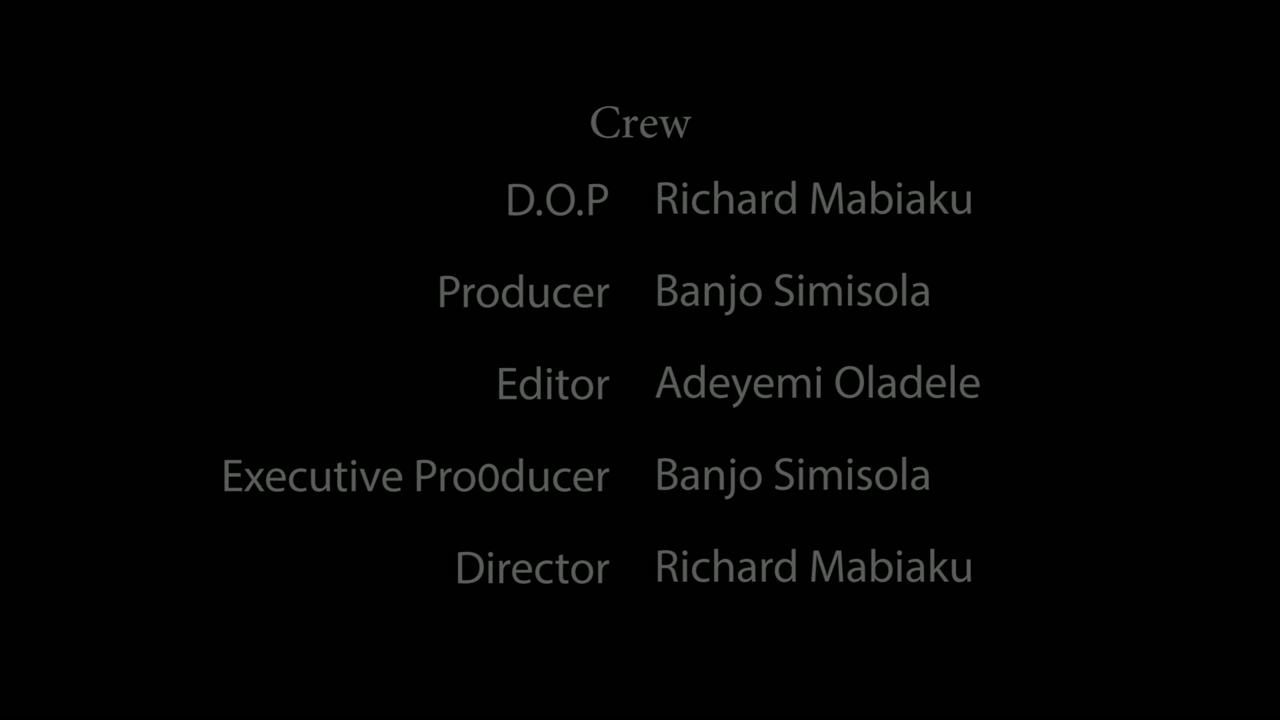 Crew
D.O.P Richard Mabiaku
Producer Banjo Simisola
Editor Adeyemi Oladele
Executive Pro0ducer Banjo Simisola
Director Richard Mabiaku